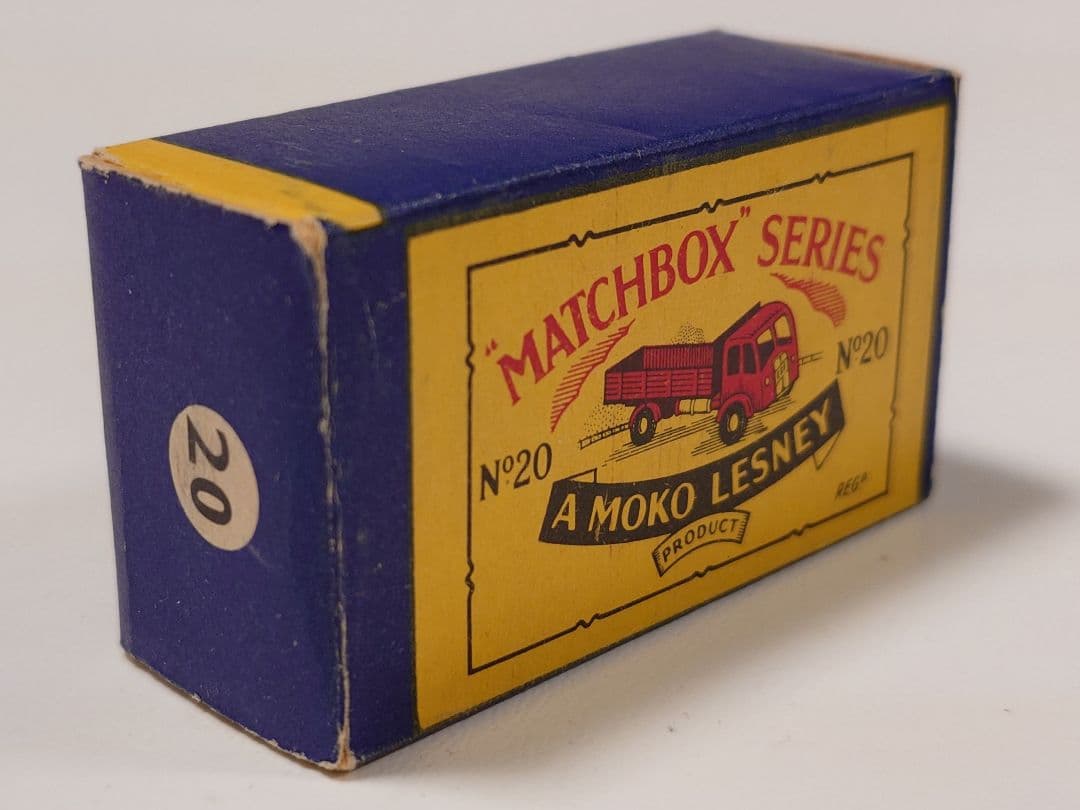 20
"MATCHBOX" SERIES
Nº20
Nº20
A MOKO LESNEY
PRODUCT
REGD